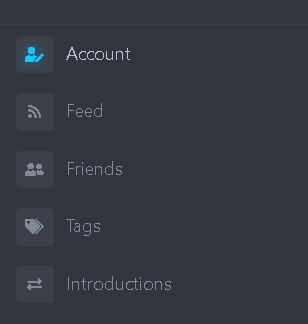 Account
Feed
Friends
Tags
Introductions